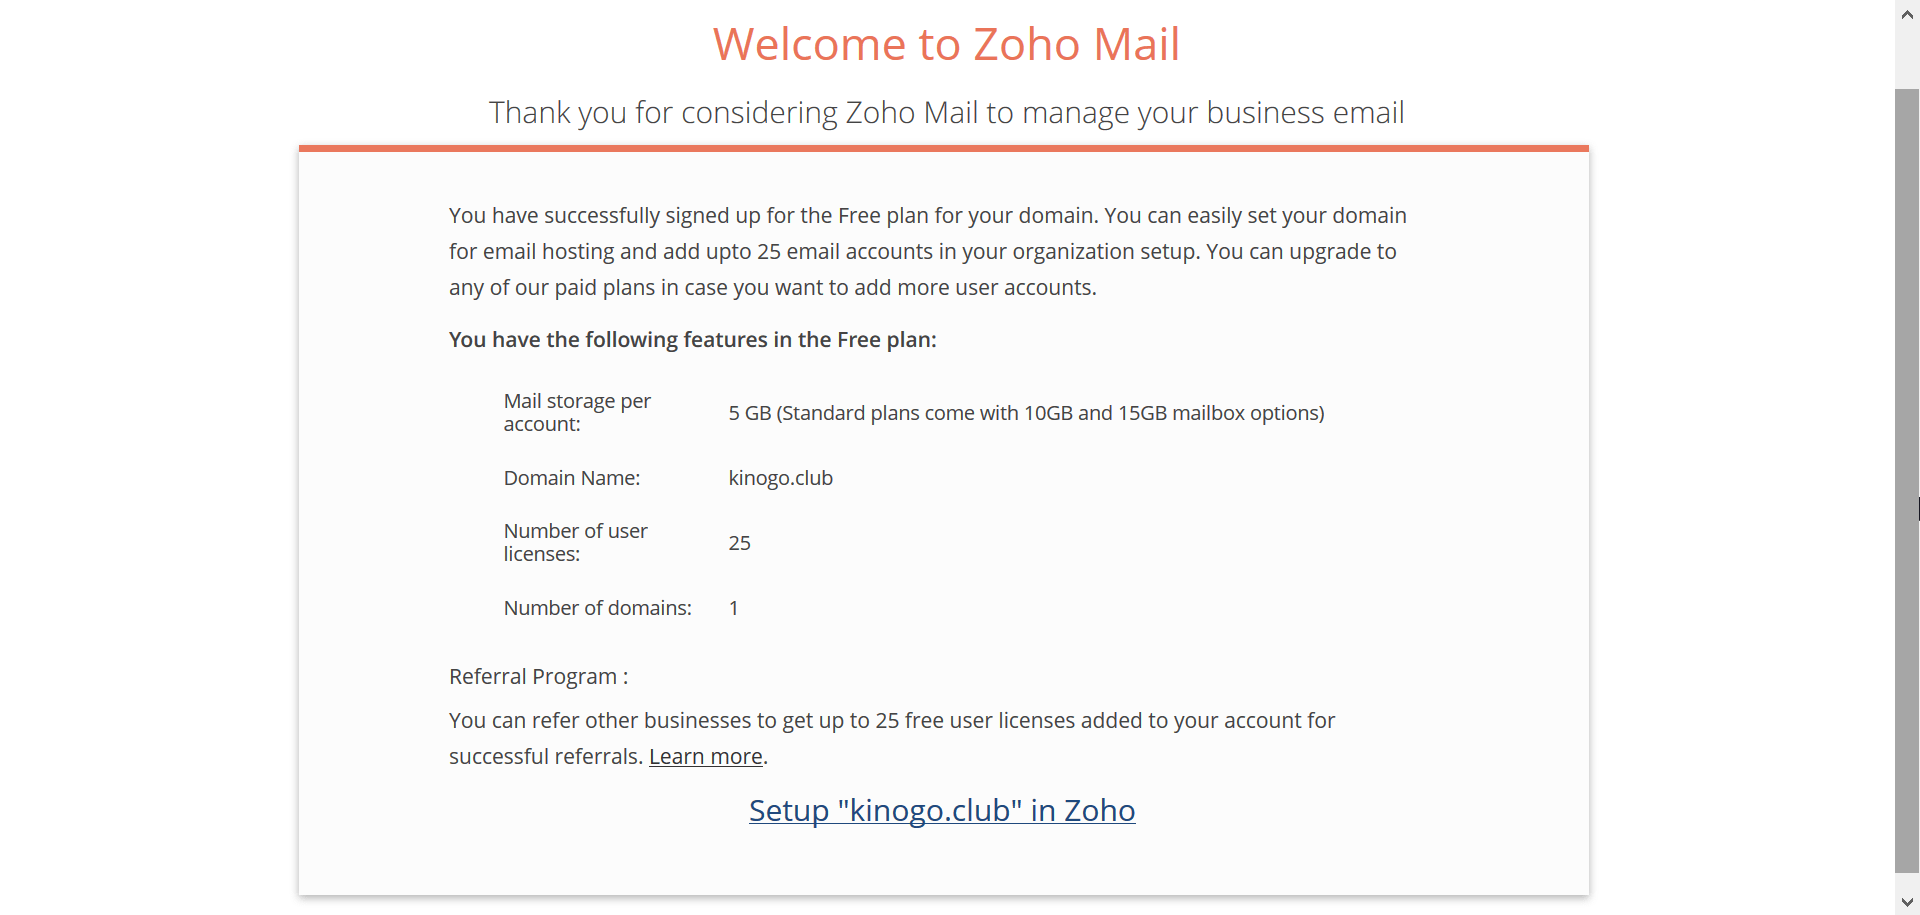 Welcome to Zoho Mail
Thank you for considering Zoho Mail to manage your business email
You have successfully signed up for the Free plan for your domain. You can easily set your domain
for email hosting and add upto 25 email accounts in your organization setup. You can upgrade to
any of our paid plans in case you want to add more user accounts.
You have the following features in the Free plan:
Mail storage per
account:
5 GB (Standard plans come with 10GB and 15GB mailbox options)
Domain Name:
kinogo.club
Number of user
licenses:
25
Number of domains:
1
Referral Program :
You can refer other businesses to get up to 25 free user licenses added to your account for
successful referrals. Learn more.
Setup "kinogo.club" in Zoho